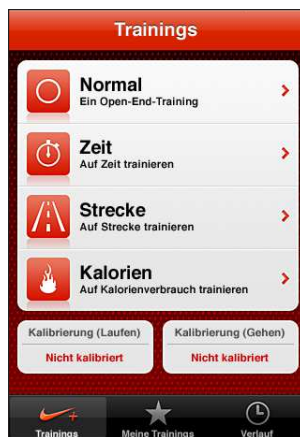 Trainings
Normal
Ein Open-End-Training
Zeit
Auf Zeit trainieren
Strecke
Auf Strecke trainieren
Kalorien
Auf Kalorienverbrauch trainieren
Kalibrierung (Laufen)
Nicht kalibriert
Kalibrierung (Gehen)
Nicht kalibriert
Trainings
Meine Trainings
Verlauf